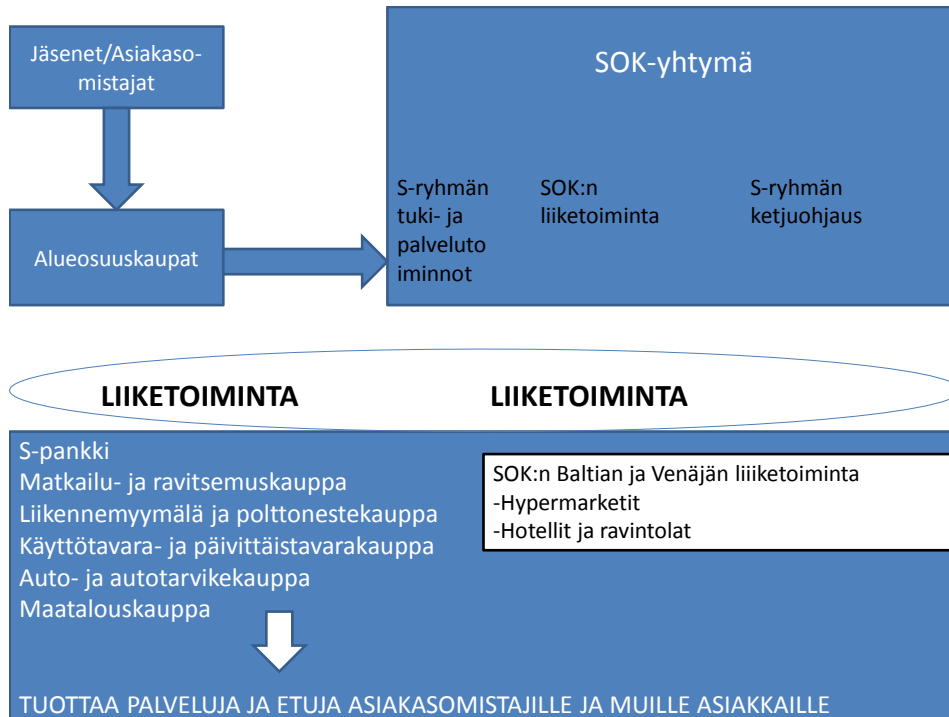 Jäsenet/Asiakaso-
mistajat
SOK-yhtymä
S-ryhmän
tuki- ja
palveluto
iminnot
SOK:n
liiketoiminta
S-ryhmän
ketjuohjaus
Alueosuuskaupat
LIIKETOIMINTA
LIIKETOIMINTA
S-pankki
Matkailu- ja ravitsemuskauppa
Liikennemyymälä ja polttonestekauppa
Käyttötavara- ja päivittäistavarakauppa
Auto- ja autotarvikekauppa
Maatalouskauppa
SOK:n Baltian ja Venäjän liiiketoiminta
-Hypermarketit
-Hotellit ja ravintolat
TUOTTAA PALVELUJA JA ETUJA ASIAKASOMISTAJILLE JA MUILLE ASIAKKAILLE